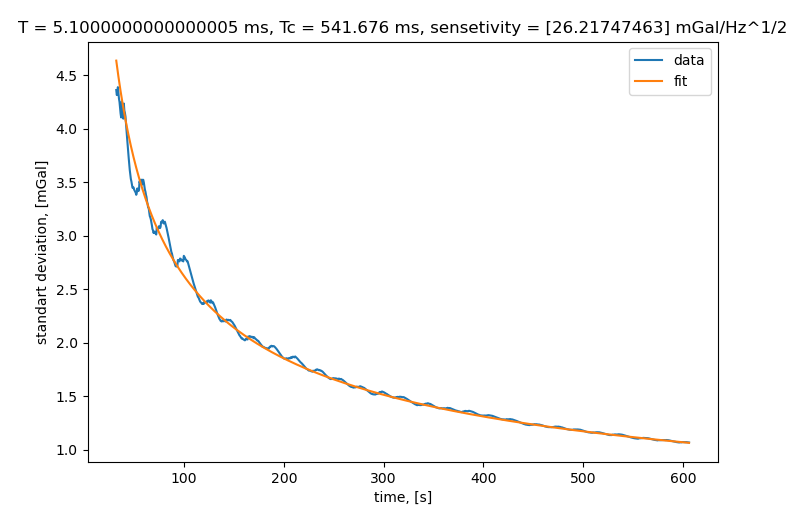 T = 5.1000000000000005 ms, Tc = 541.676 ms, sensetivity = [26.21747463] mGal/Hz^1/2
data
fit
standart deviation, [mGal]
4.5
4.0
3.5
3.0
2.5
2.0
1.5
1.0
100
200
300
400
500
600
time, [s]